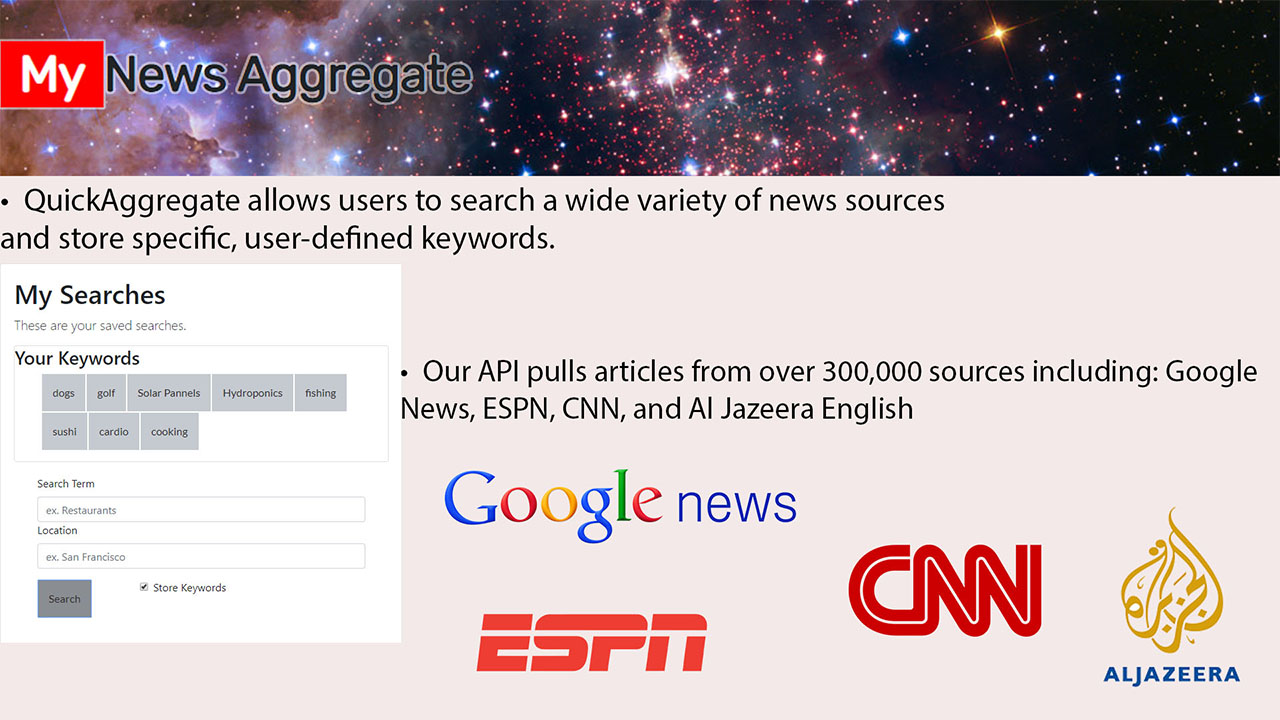 My News Aggregate
• QuickAggregate allows users to search a wide variety of news sources
and store specific, user-defined keywords.
My Searches
These are your saved searches.
Your Keywords
dogs golf Solar Pannels Hydroponics fishing
sushi cardio cooking
Search Term
ex. Restaurants
Location
ex. San Francisco
Search Store Keywords
• Our API pulls articles from over 300,000 sources including: Google
News, ESPN, CNN, and Al Jazeera English
Google news
CNN
الجزيرة
ESPN
ALJAZEERA